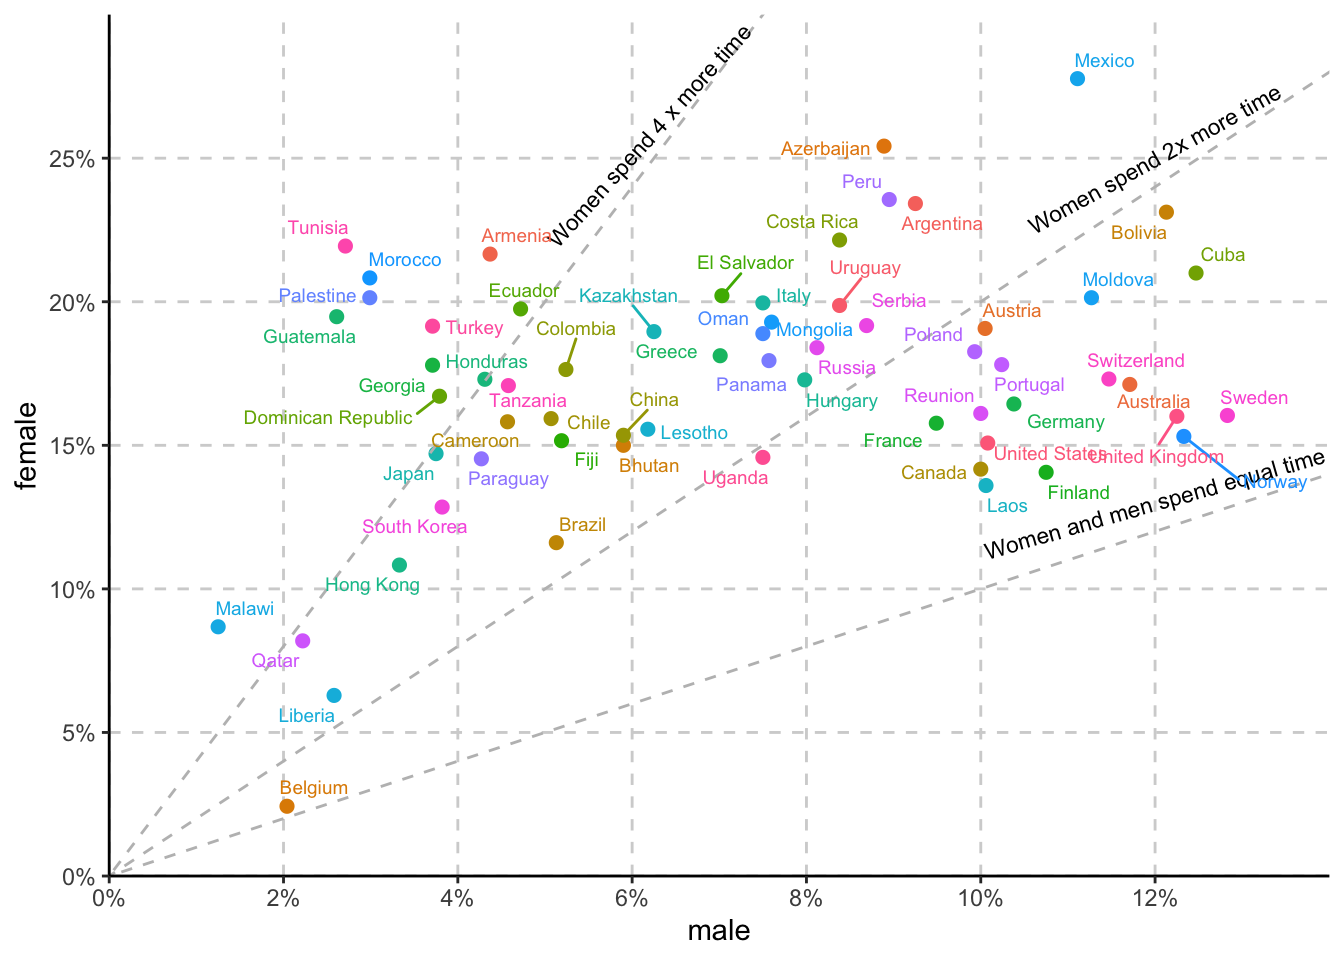 Mexico
Women spend 4 x more time
Women spend 2x more time
Azerbaijan
25%
Peru
Costa Rica
Argentina
Tunisia
Armenia
Bolivia
Morocco
El Salvador
Uruguay
Cuba
Moldova
Palestine
Ecuador
Kazakhstan
Italy
Serbia
20%
Austria
Guatemala
Turkey
Colombia
Oman
Mongolia
Poland
Greece
Honduras
Russia
Switzerland
Georgia
Panama
Portugal
Tanzania
China
Hungary
Reunion
Australia
Sweden
Dominican Republic
Chile
Germany
15%
Cameroon
Lesotho
France
United States
United Kingdom
Fiji
Bhutan
Japan
Paraguay
Uganda
Canada
Norway
Women and men spend equal time
Finland
Laos
South Korea
Brazil
10%
Hong Kong
Malawi
Qatar
Liberia
5%
Belgium
0%
0%
2%
4%
6%
8%
10%
12%
male
female